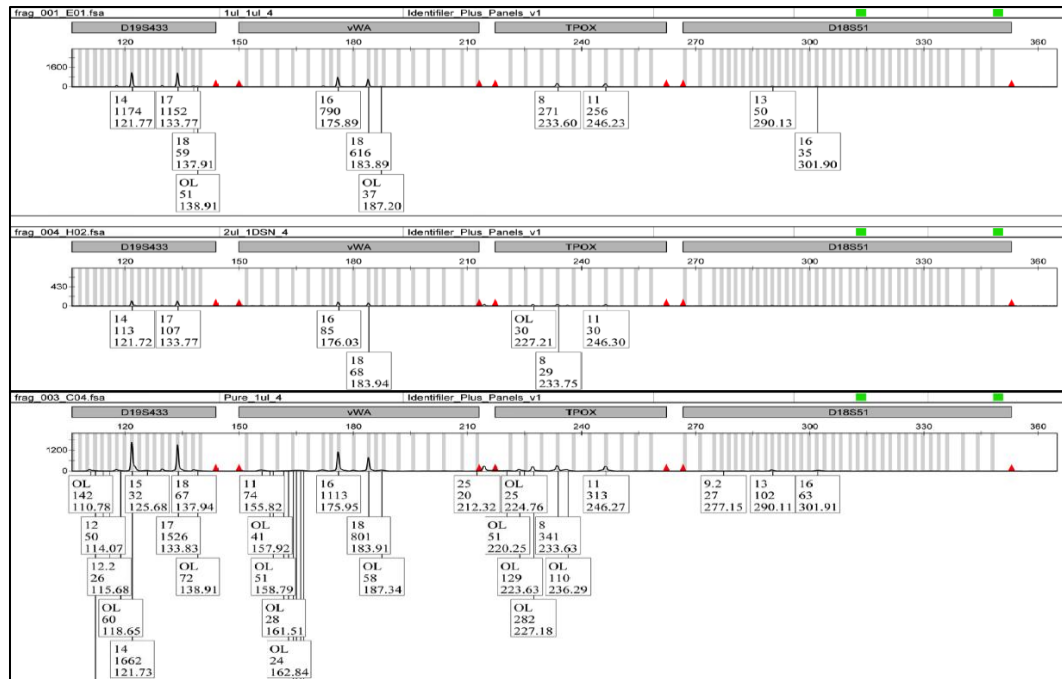 frag_001_E01.fsa 1ul_1ul_4 Identifiler_Plus_Panels_v1
D19S433 vWA TPOX D18S51
120 150 180 210 240 270 300 330 360
1600
0
14 17 16 8 11 13
1174 1152 790 271 256 50
121.77 133.77 175.89 233.60 246.23 290.13
18 18 16
59 616 35
137.91 183.89 301.90
OL OL
51 37
138.91 187.20
frag_004_H02.fsa 2ul_1DSN_4 Identifiler_Plus_Panels_v1
D19S433 vWA TPOX D18S51
120 150 180 210 240 270 300 330 360
430
0
14 17 16 OL 11
113 107 85 30 30
121.72 133.77 176.03 227.21 246.30
18 8
68 29
183.94 233.75
frag_003_C04.fsa Pure_1ul_4 Identifiler_Plus_Panels_v1
D19S433 vWA TPOX D18S51
120 150 180 210 240 270 300 330 360
1200
0
OL 15 18 11 16 25 OL 11 9.2 13 16
142 32 67 74 1113 20 25 313 27 102 63
110.78 125.68 137.94 155.82 175.95 212.32 224.76 246.27 277.15 290.11 301.91
12 17 OL 18 OL 8
50 1526 41 801 51 341
114.07 133.83 157.92 183.91 220.25 233.63
12.2 OL OL OL OL OL
26 72 51 58 129 110
115.68 138.91 158.79 187.34 223.63 236.29
OL OL OL
60 28 282
118.65 161.51 227.18
14 OL
1662 24
121.73 162.84